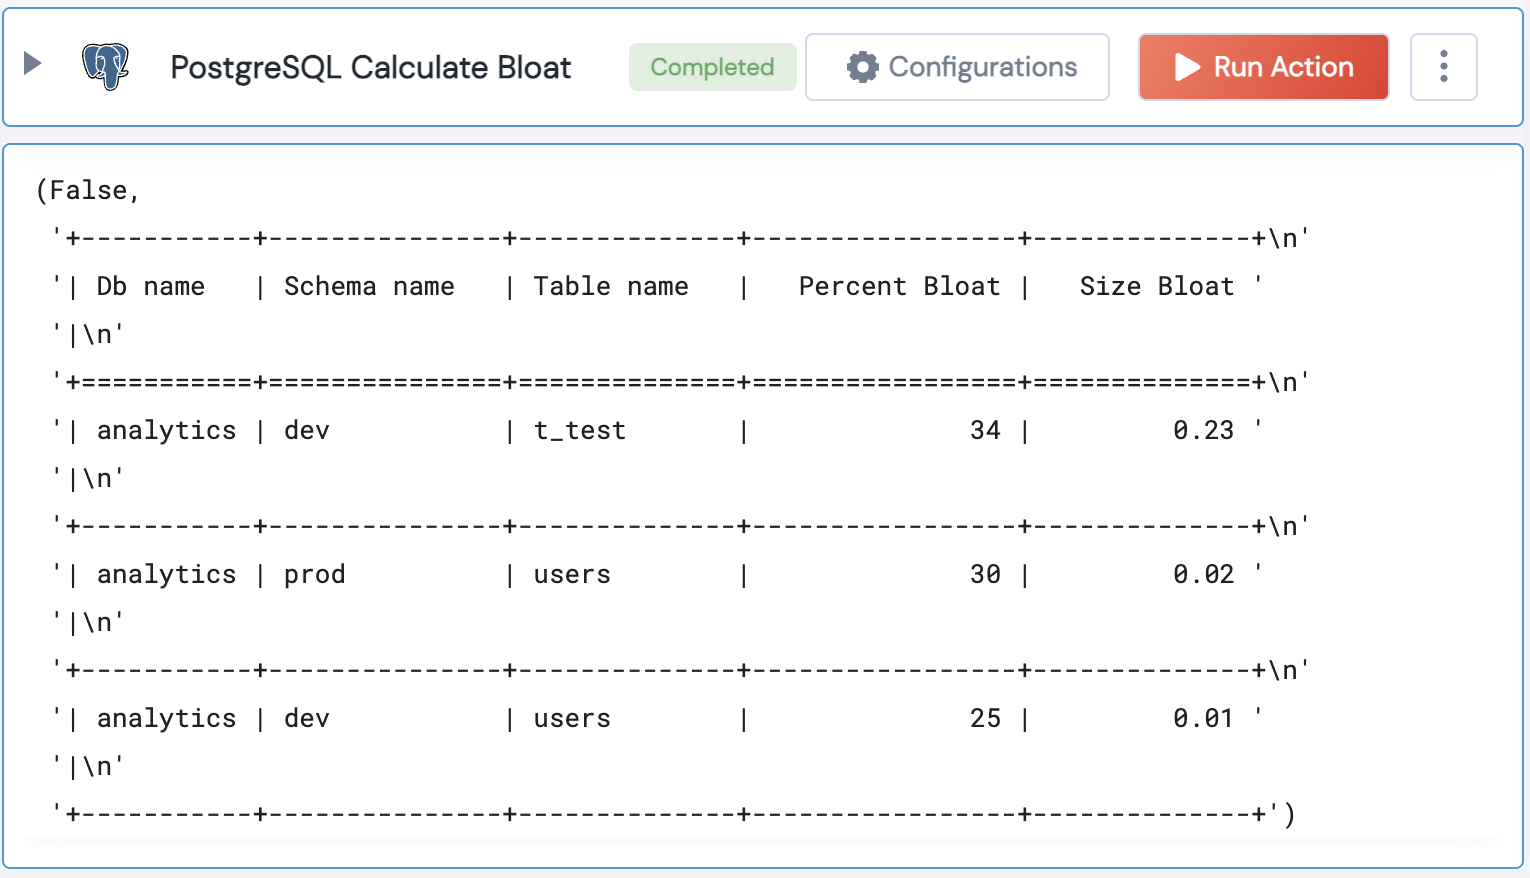 PostgreSQL Calculate Bloat Completed Configurations Run Action
(False,
 '+-----------+---------------+--------------+-----------------+--------------+\n'
 '| Db name   | Schema name   | Table name   |   Percent Bloat |   Size Bloat '
 '|\n'
 '+===========+===============+==============+=================+==============+\n'
 '| analytics | dev           | t_test       |              34 |         0.23 '
 '|\n'
 '+-----------+---------------+--------------+-----------------+--------------+\n'
 '| analytics | prod          | users        |              30 |         0.02 '
 '|\n'
 '+-----------+---------------+--------------+-----------------+--------------+\n'
 '| analytics | dev           | users        |              25 |         0.01 '
 '|\n'
 '+-----------+---------------+--------------+-----------------+--------------+')